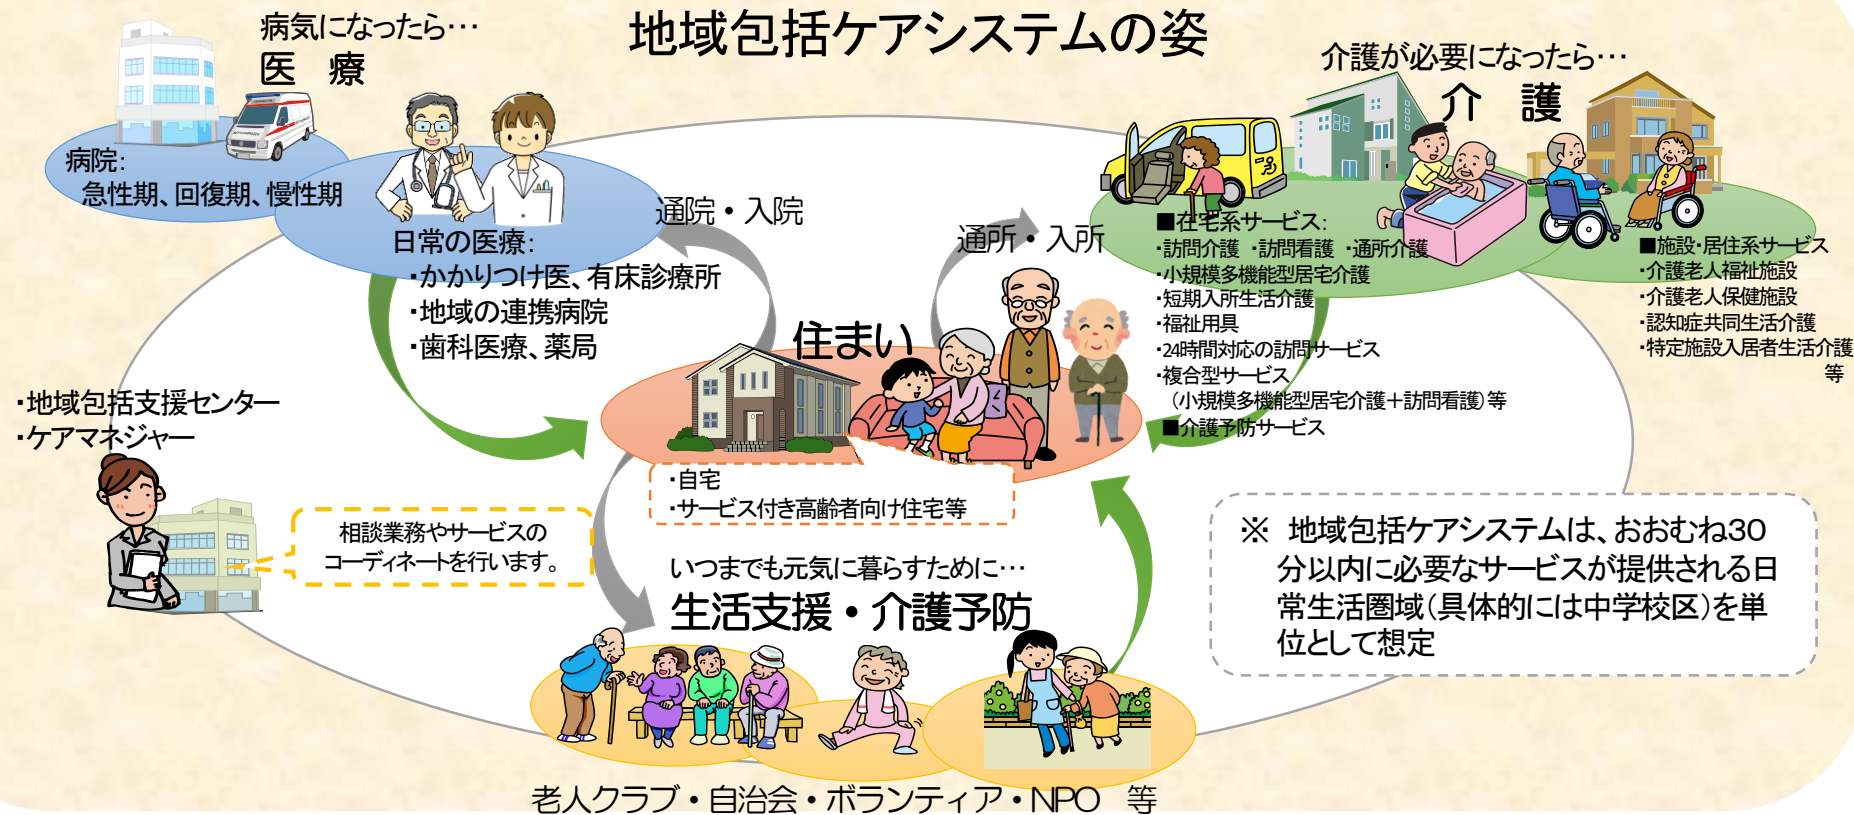 地域包括ケアシステムの姿
病気になったら…
医 療
病院:
急性期、回復期、慢性期
日常の医療:
・かかりつけ医、有床診療所
・地域の連携病院
・歯科医療、薬局
通院・入院
通所・入所
介護が必要になったら…
介 護
■在宅系サービス:
・訪問介護 ・訪問看護 ・通所介護
・小規模多機能型居宅介護
・短期入所生活介護
・福祉用具
・24時間対応の訪問サービス
・複合型サービス
(小規模多機能型居宅介護+訪問看護)等
■介護予防サービス
■施設・居住系サービス
・介護老人福祉施設
・介護老人保健施設
・認知症共同生活介護
・特定施設入居者生活介護
等
住まい
・自宅
・サービス付き高齢者向け住宅等
・地域包括支援センター
・ケアマネジャー
相談業務やサービスの
コーディネートを行います。
いつまでも元気に暮らすために…
生活支援・介護予防
老人クラブ・自治会・ボランティア・NPO 等
※ 地域包括ケアシステムは、おおむね30
分以内に必要なサービスが提供される日
常生活圏域(具体的には中学校区)を単
位として想定